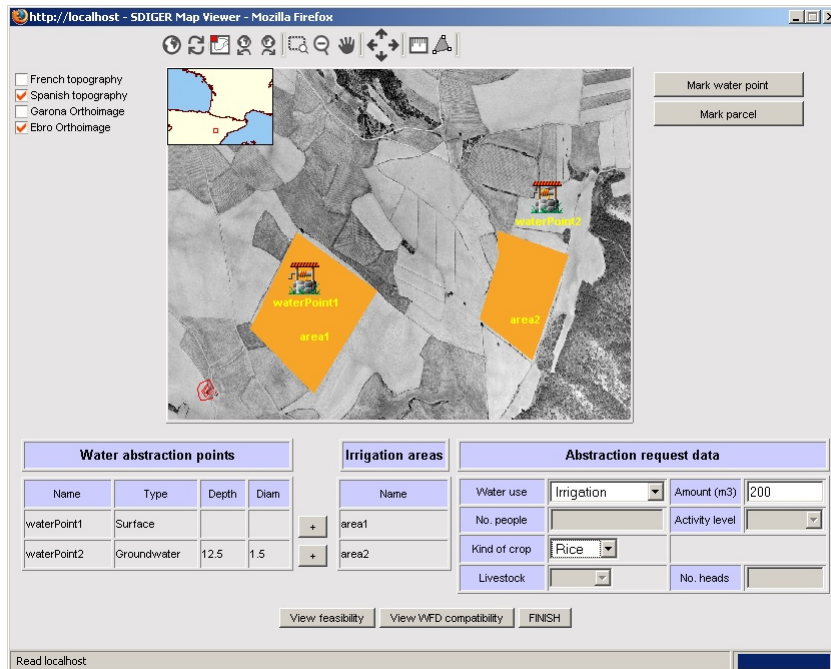 http://localhost - SDIGER Map Viewer - Mozilla Firefox
French topography
Spanish topography
Garona Orthoimage
Ebro Orthoimage
Mark water point
Mark parcel
waterPoint2
waterPoint1
area2
area1
Water abstraction points
Irrigation areas
Abstraction request data
Name Type Depth Diam
Name
Water use Irrigation Amount (m3) 200
waterPoint1 Surface + area1
No. people Activity level
waterPoint2 Groundwater 12.5 1.5 + area2
Kind of crop Rice
Livestock No. heads
View feasibility View WFD compatibility FINISH
Read localhost